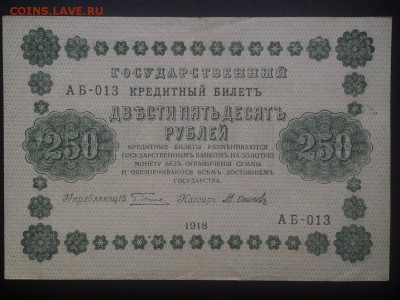 COINS.LAVE.RU
ГОСУДАРСТВЕННЫЙ
АБ-013 КРЕДИТНЫЙ БИЛЕТЪ
ДВѢСТИ ПЯТЬДЕСЯТЪ
РУБЛЕЙ
250 250
КРЕДИТНЫЕ БИЛЕТЫ РАЗМѢНИВАЮТСЯ
ГОСУДАРСТВЕННЫМЪ БАНКОМЪ НА ЗОЛОТУЮ
МОНЕТУ БЕЗЪ ОГРАНИЧЕНІЯ СУММЫ
И ОБЕЗПЕЧИВАЮТСЯ ВСѢМЪ ДОСТОЯНІЕМЪ
ГОСУДАРСТВА.
Управляющій Кассиръ
АБ-013
1918